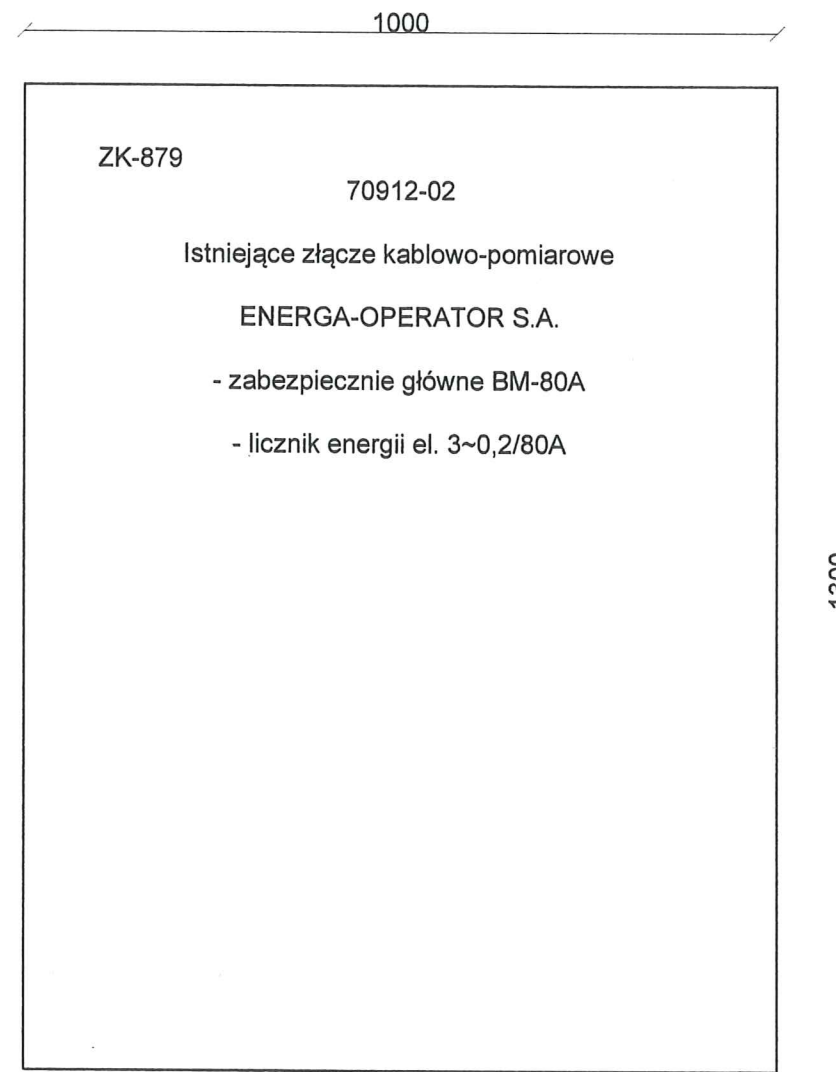 1000
ZK-879
70912-02
Istniejące złącze kablowo-pomiarowe
ENERGA-OPERATOR S.A.
- zabezpiecznie główne BM-80A
- licznik energii el. 3~0,2/80A